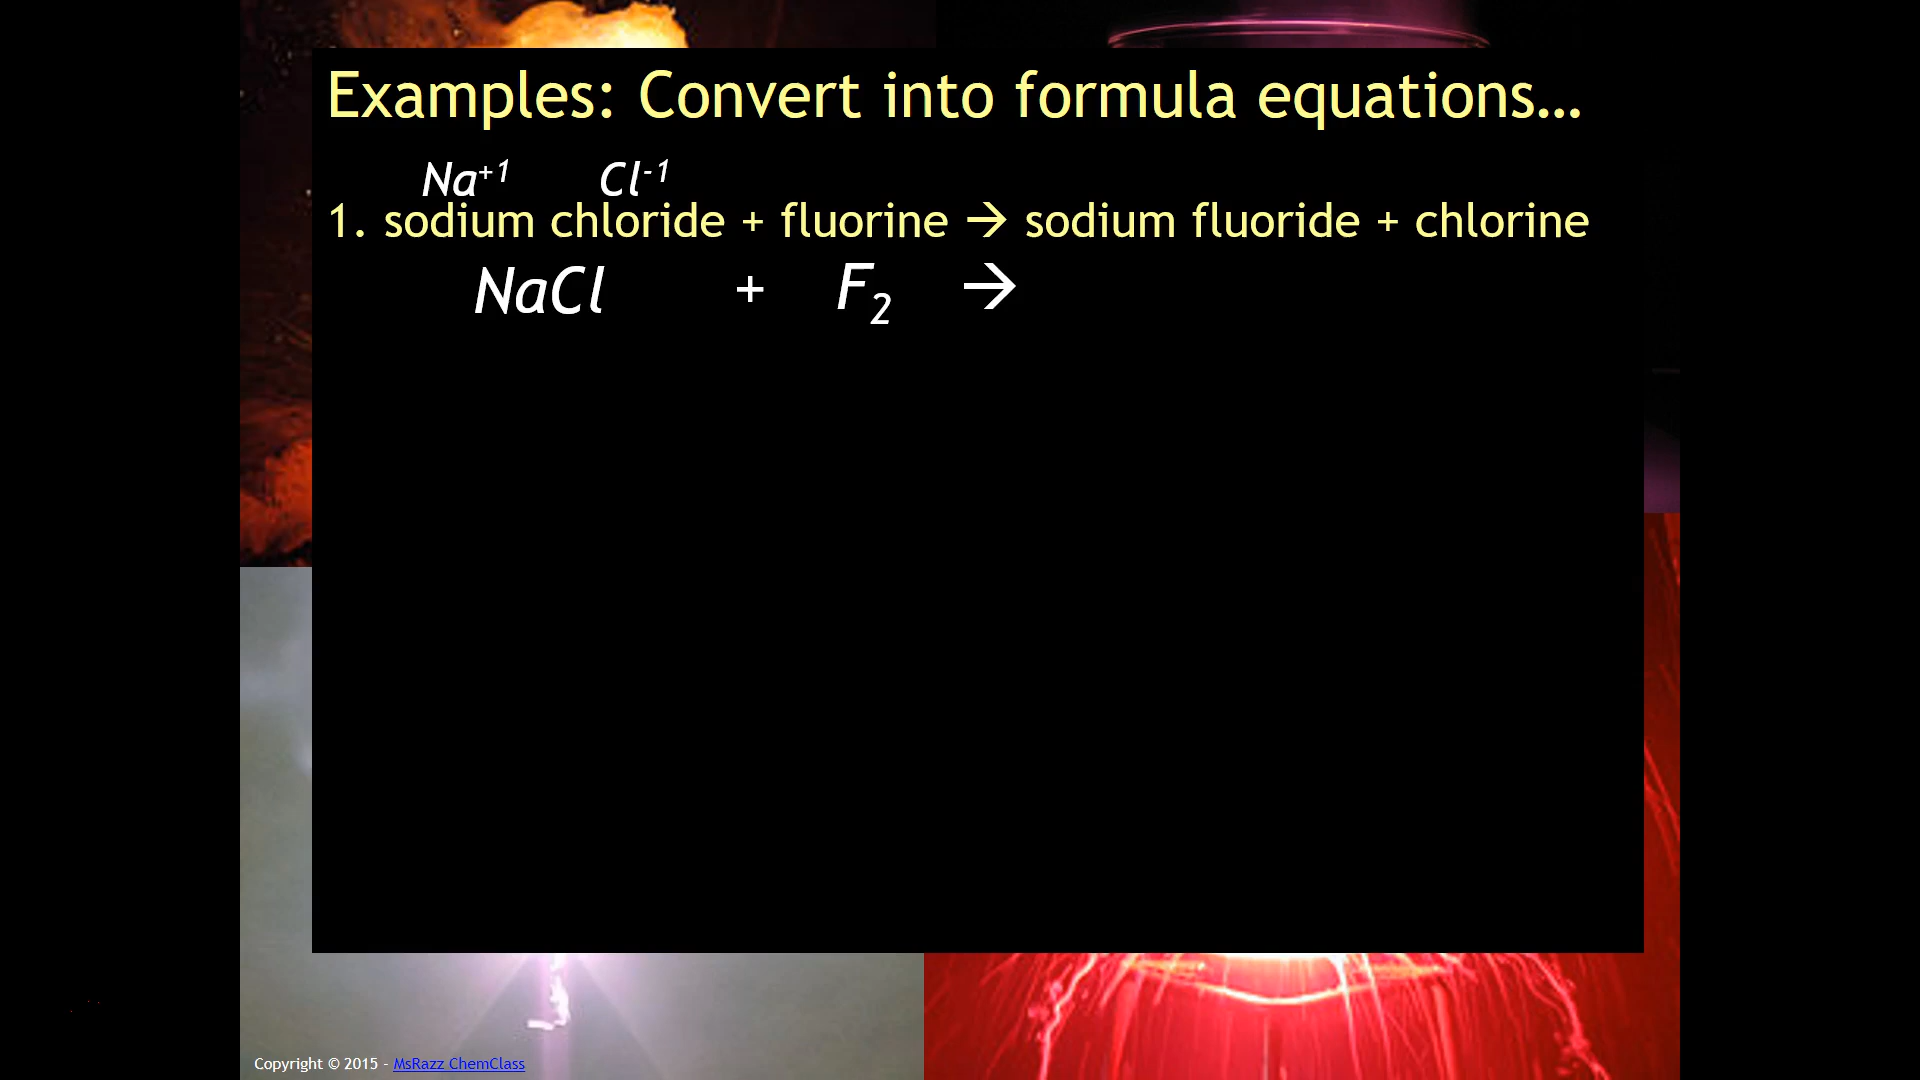 Examples: Convert into formula equations…
Na⁺¹ Cl⁻¹
1. sodium chloride + fluorine → sodium fluoride + chlorine
NaCl + F₂ →
Copyright © 2015 - MsRazz ChemClass